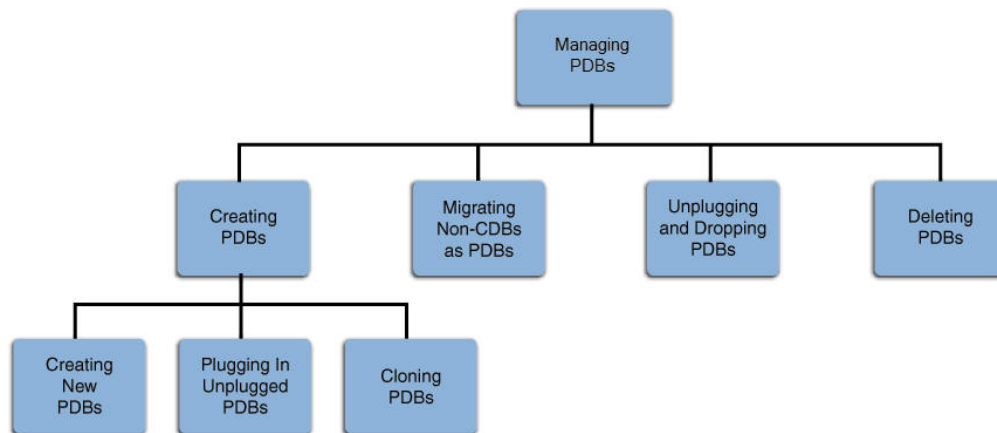 Managing
PDBs
Creating
PDBs
Migrating
Non-CDBs
as PDBs
Unplugging
and Dropping
PDBs
Deleting
PDBs
Creating
New
PDBs
Plugging In
Unplugged
PDBs
Cloning
PDBs